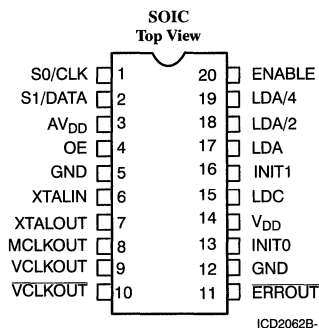 SOIC
Top View
S0/CLK 1 20 ENABLE
S1/DATA 2 19 LDA/4
AVDD 3 18 LDA/2
OE 4 17 LDA
GND 5 16 INIT1
XTALIN 6 15 LDC
XTALOUT 7 14 VDD
MCLKOUT 8 13 INIT0
VCLKOUT 9 12 GND
VCLKOUT 10 11 ERROUT
ICD2062B-